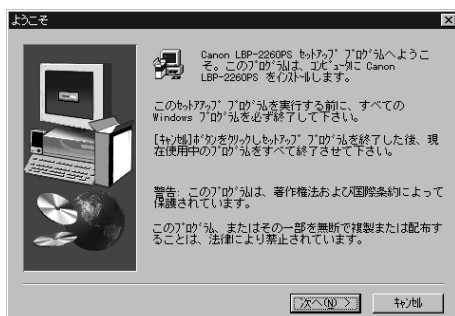 ようこそ
Canon LBP-2260PS ｾｯﾄｱｯﾌﾟ ﾌﾟﾛｸﾞﾗﾑへようこ
そ。このﾌﾟﾛｸﾞﾗﾑは、ｺﾝﾋﾟｭｰﾀに Canon
LBP-2260PS をｲﾝｽﾄｰﾙします。
このｾｯﾄｱｯﾌﾟ ﾌﾟﾛｸﾞﾗﾑを実行する前に、すべての
Windows ﾌﾟﾛｸﾞﾗﾑを必ず終了して下さい。
[ｷｬﾝｾﾙ]ﾎﾞﾀﾝをｸﾘｯｸしｾｯﾄｱｯﾌﾟ ﾌﾟﾛｸﾞﾗﾑを終了した後、現
在使用中のﾌﾟﾛｸﾞﾗﾑをすべて終了させて下さい。
警告: このﾌﾟﾛｸﾞﾗﾑは、著作権法および国際条約によって
保護されています。
このﾌﾟﾛｸﾞﾗﾑ、またはその一部を無断で複製または配布す
ることは、法律により禁止されています。
次へ(N) >
ｷｬﾝｾﾙ